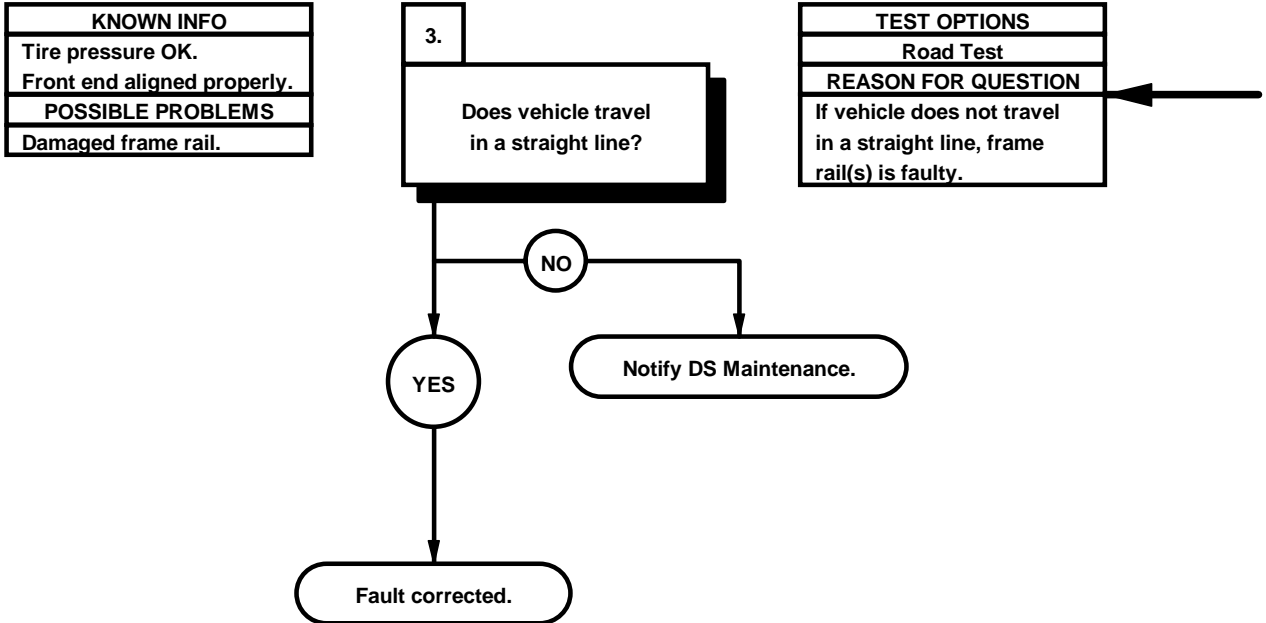 KNOWN INFO
Tire pressure OK.
Front end aligned properly.
POSSIBLE PROBLEMS
Damaged frame rail.
3.
Does vehicle travel
in a straight line?
TEST OPTIONS
Road Test
REASON FOR QUESTION
If vehicle does not travel
in a straight line, frame
rail(s) is faulty.
NO
YES
Notify DS Maintenance.
Fault corrected.